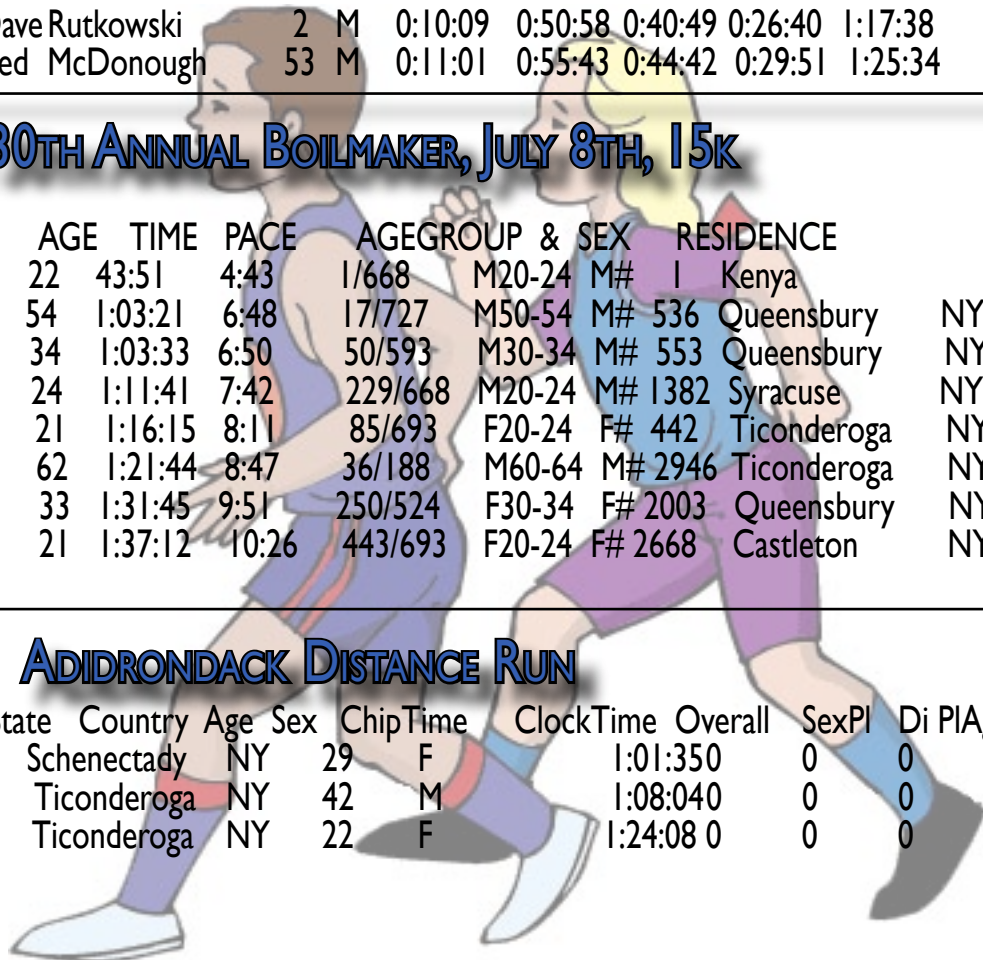 ave Rutkowski 2 M 0:10:09 0:50:58 0:40:49 0:26:40 1:17:38
ed McDonough 53 M 0:11:01 0:55:43 0:44:42 0:29:51 1:25:34
30TH ANNUAL BOILMAKER, JULY 8TH, 15K
AGE TIME PACE AGEGROUP & SEX RESIDENCE
22 43:51 4:43 1/668 M20-24 M# 1 Kenya
54 1:03:21 6:48 17/727 M50-54 M# 536 Queensbury NY
34 1:03:33 6:50 50/593 M30-34 M# 553 Queensbury NY
24 1:11:41 7:42 229/668 M20-24 M# 1382 Syracuse NY
21 1:16:15 8:11 85/693 F20-24 F# 442 Ticonderoga NY
62 1:21:44 8:47 36/188 M60-64 M# 2946 Ticonderoga NY
33 1:31:45 9:51 250/524 F30-34 F# 2003 Queensbury NY
21 1:37:12 10:26 443/693 F20-24 F# 2668 Castleton NY
ADIDRONDACK DISTANCE RUN
tate Country Age Sex ChipTime ClockTime Overall SexPl Di PlA
Schenectady NY 29 F 1:01:350 0 0
Ticonderoga NY 42 M 1:08:040 0 0
Ticonderoga NY 22 F 1:24:08 0 0 0